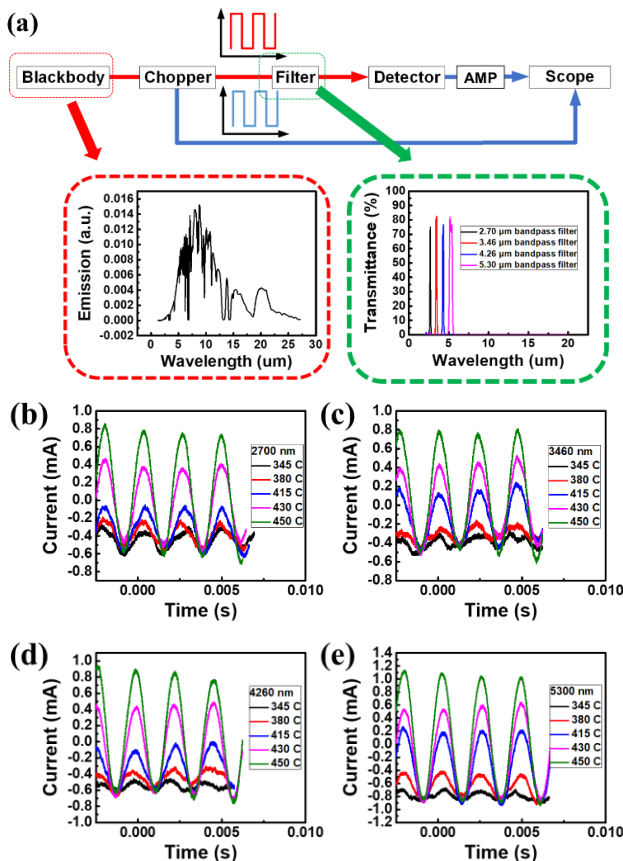 (a)
Blackbody
Chopper
Filter
Detector
AMP
Scope
0.016
0.014
0.012
0.010
0.008
0.006
0.004
0.002
0.000
-0.002
Emission (a.u.)
0 5 10 15 20 25 30
Wavelength (um)
100
90
80
70
60
50
40
30
20
10
0
Transmittance (%)
2.70 μm bandpass filter
3.46 μm bandpass filter
4.26 μm bandpass filter
5.30 μm bandpass filter
0 5 10 15 20
Wavelength (um)
(b)
1.0
0.8
0.6
0.4
0.2
0.0
-0.2
-0.4
-0.6
-0.8
-1.0
Current (mA)
2700 nm
345 C
380 C
415 C
430 C
450 C
0.000 0.005 0.010
Time (s)
(c)
1.0
0.8
0.6
0.4
0.2
0.0
-0.2
-0.4
-0.6
-0.8
Current (mA)
3460 nm
345 C
380 C
415 C
430 C
450 C
0.000 0.005 0.010
Time (s)
(d)
1.0
0.8
0.6
0.4
0.2
0.0
-0.2
-0.4
-0.6
-0.8
-1.0
Current (mA)
4260 nm
345 C
380 C
415 C
430 C
450 C
0.000 0.005 0.010
Time (s)
(e)
1.4
1.2
1.0
0.8
0.6
0.4
0.2
0.0
-0.2
-0.4
-0.6
-0.8
-1.0
-1.2
Current (mA)
5300 nm
345 C
380 C
415 C
430 C
450 C
0.000 0.005 0.010
Time (s)